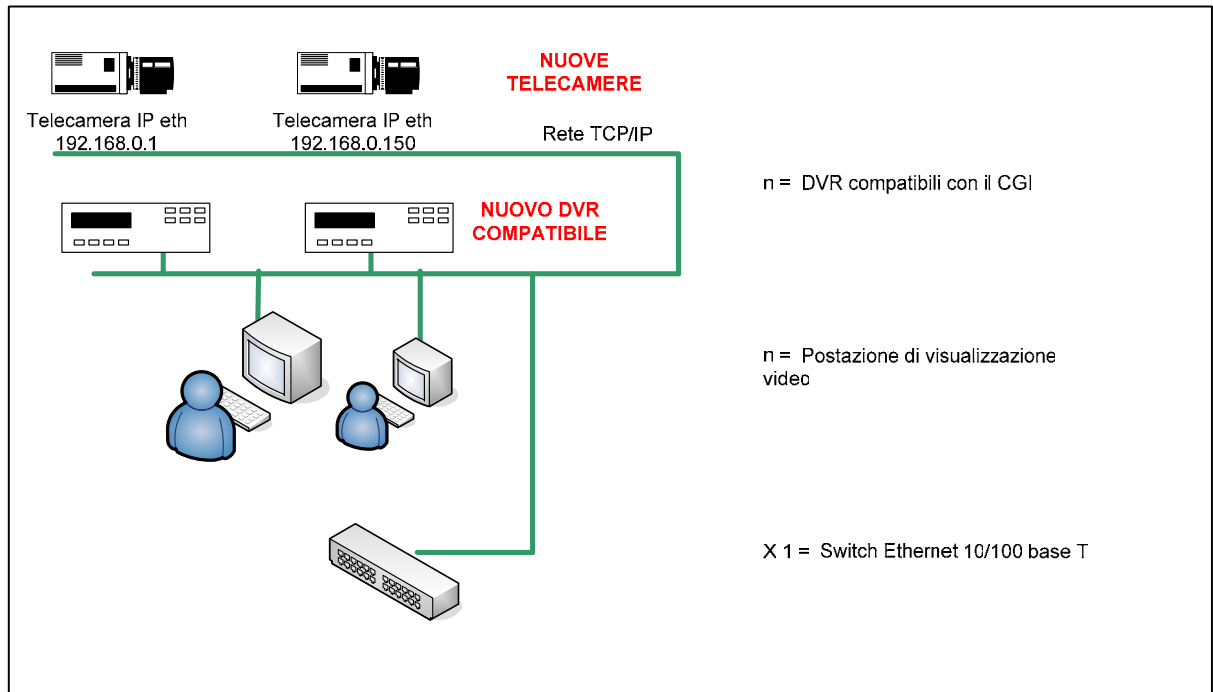 NUOVE
TELECAMERE
Telecamera IP eth
192.168.0.1
Telecamera IP eth
192.168.0.150
Rete TCP/IP
n = DVR compatibili con il CGI
NUOVO DVR
COMPATIBILE
n = Postazione di visualizzazione
video
X 1 = Switch Ethernet 10/100 base T